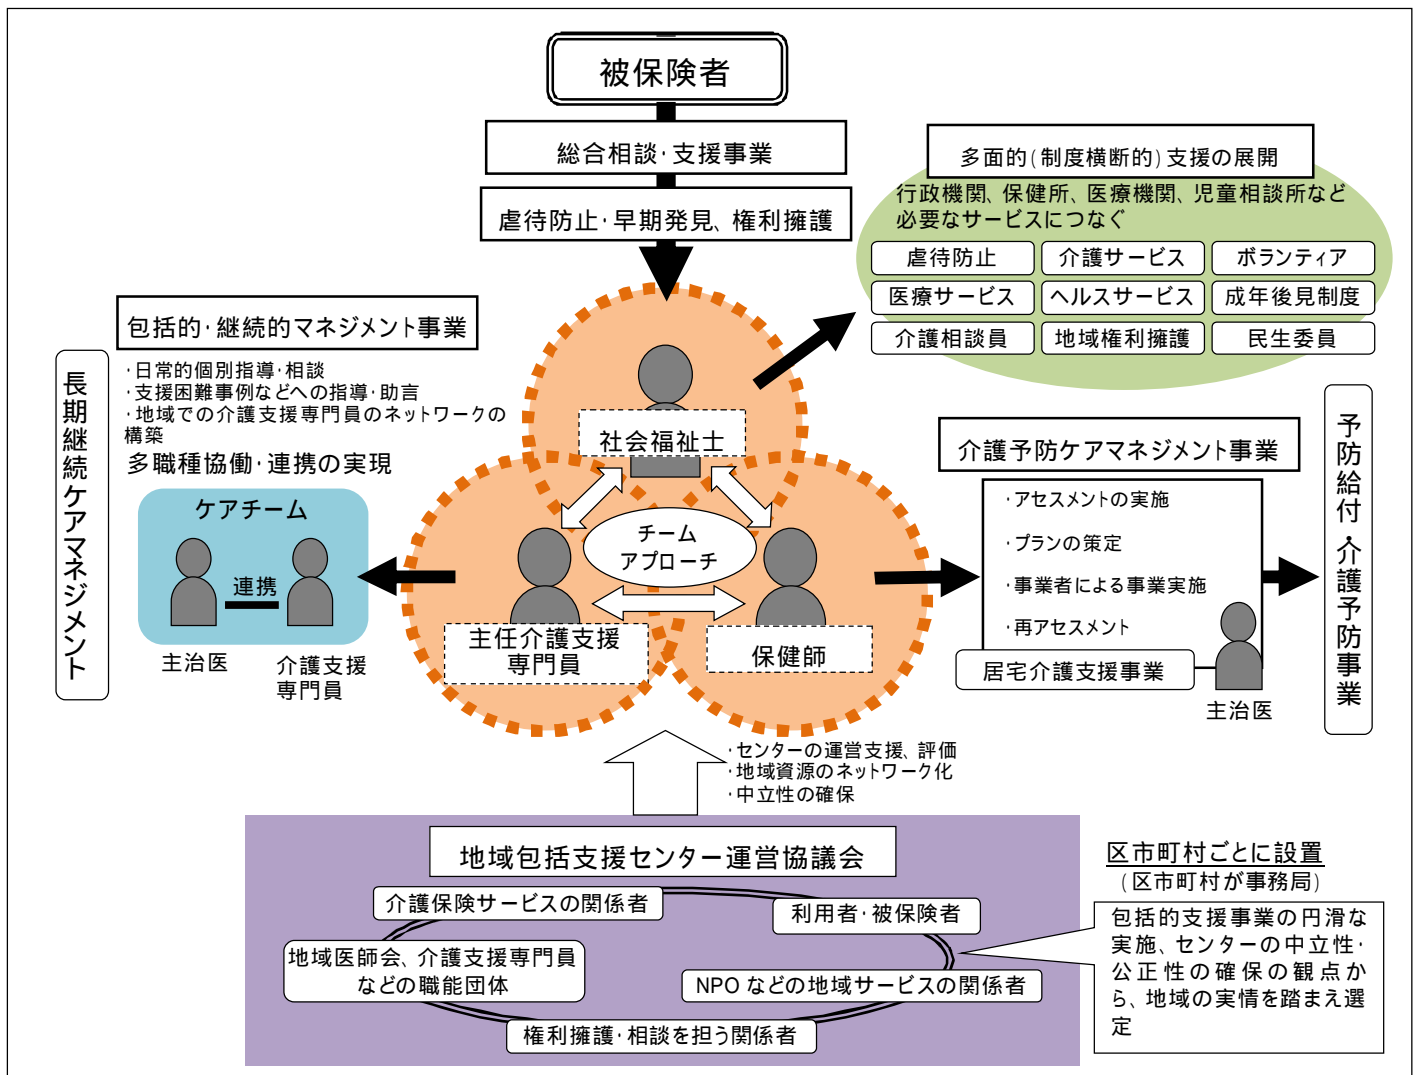 被保険者
総合相談・支援事業
虐待防止・早期発見、権利擁護
多面的(制度横断的)支援の展開
行政機関、保健所、医療機関、児童相談所など
必要なサービスにつなぐ
虐待防止
介護サービス
ボランティア
医療サービス
ヘルスサービス
成年後見制度
介護相談員
地域権利擁護
民生委員
包括的・継続的マネジメント事業
・日常的個別指導・相談
・支援困難事例などへの指導・助言
・地域での介護支援専門員のネットワークの
構築
多職種協働・連携の実現
長期継続ケアマネジメント
ケアチーム
連携
主治医
介護支援
専門員
社会福祉士
チーム
アプローチ
主任介護支援
専門員
保健師
介護予防ケアマネジメント事業
・アセスメントの実施
・プランの策定
・事業者による事業実施
・再アセスメント
居宅介護支援事業
主治医
予防給付・介護予防事業
・センターの運営支援、評価
・地域資源のネットワーク化
・中立性の確保
地域包括支援センター運営協議会
介護保険サービスの関係者
利用者・被保険者
地域医師会、介護支援専門員
などの職能団体
NPOなどの地域サービスの関係者
権利擁護・相談を担う関係者
区市町村ごとに設置
(区市町村が事務局)
包括的支援事業の円滑な
実施、センターの中立性・
公正性の確保の観点か
ら、地域の実情を踏まえ選
定